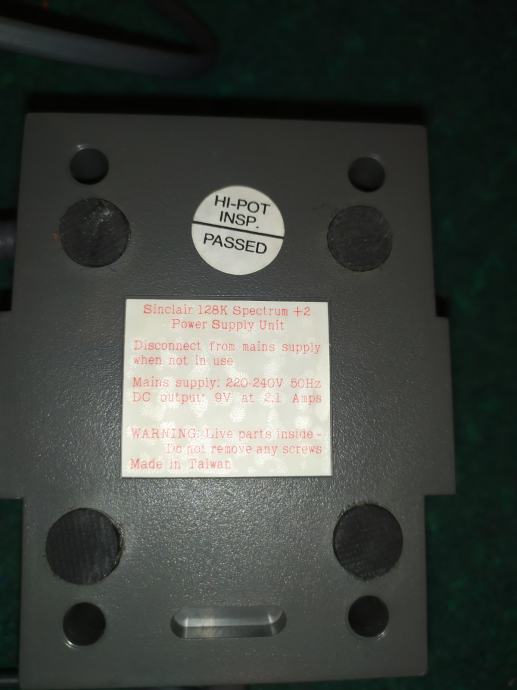 HI-POT
INSP.
PASSED
Sinclair 128K Spectrum +2
Power Supply Unit
Disconnect from mains supply
when not in use
Mains supply: 220-240V 50Hz
DC output: 9V at 2.1 Amps
WARNING: Live parts inside -
Do not remove any screws
Made in Taiwan